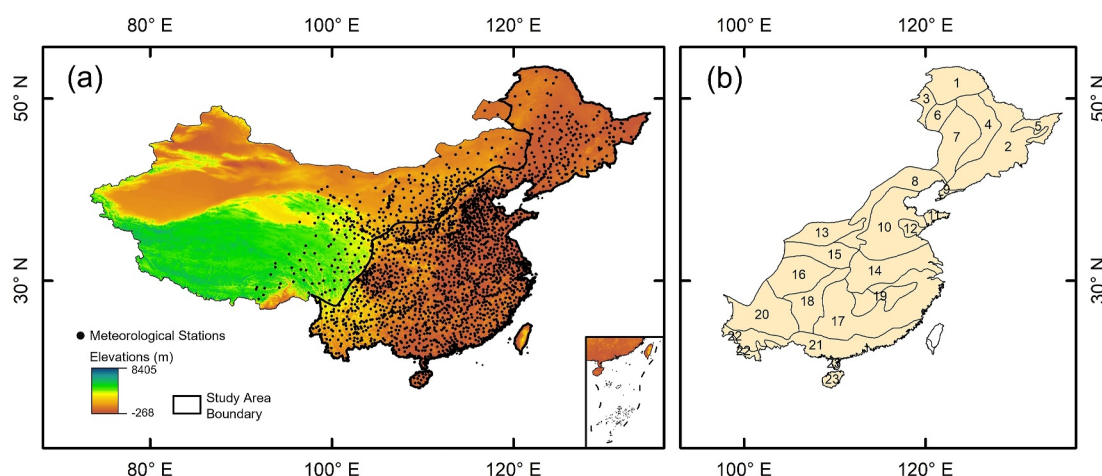 80° E 100° E 120° E
100° E 120° E
(a)
(b)
50° N
30° N
50° N
30° N
Meteorological Stations
Elevations (m)
8405
-268
Study Area
Boundary
1
3
6
4
5
7
2
8
9
11
10
12
13
15
14
16
19
18
17
20
21
22
22
23
80° E 100° E 120° E
100° E 120° E